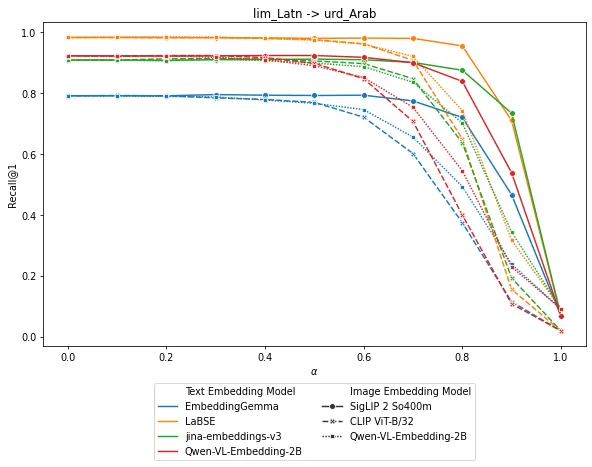 lim_Latn -> urd_Arab
1.0
0.8
0.6
0.4
0.2
0.0
Recall@1
0.0 0.2 0.4 0.6 0.8 1.0
α
Text Embedding Model Image Embedding Model
EmbeddingGemma SigLIP 2 So400m
LaBSE CLIP ViT-B/32
jina-embeddings-v3 Qwen-VL-Embedding-2B
Qwen-VL-Embedding-2B